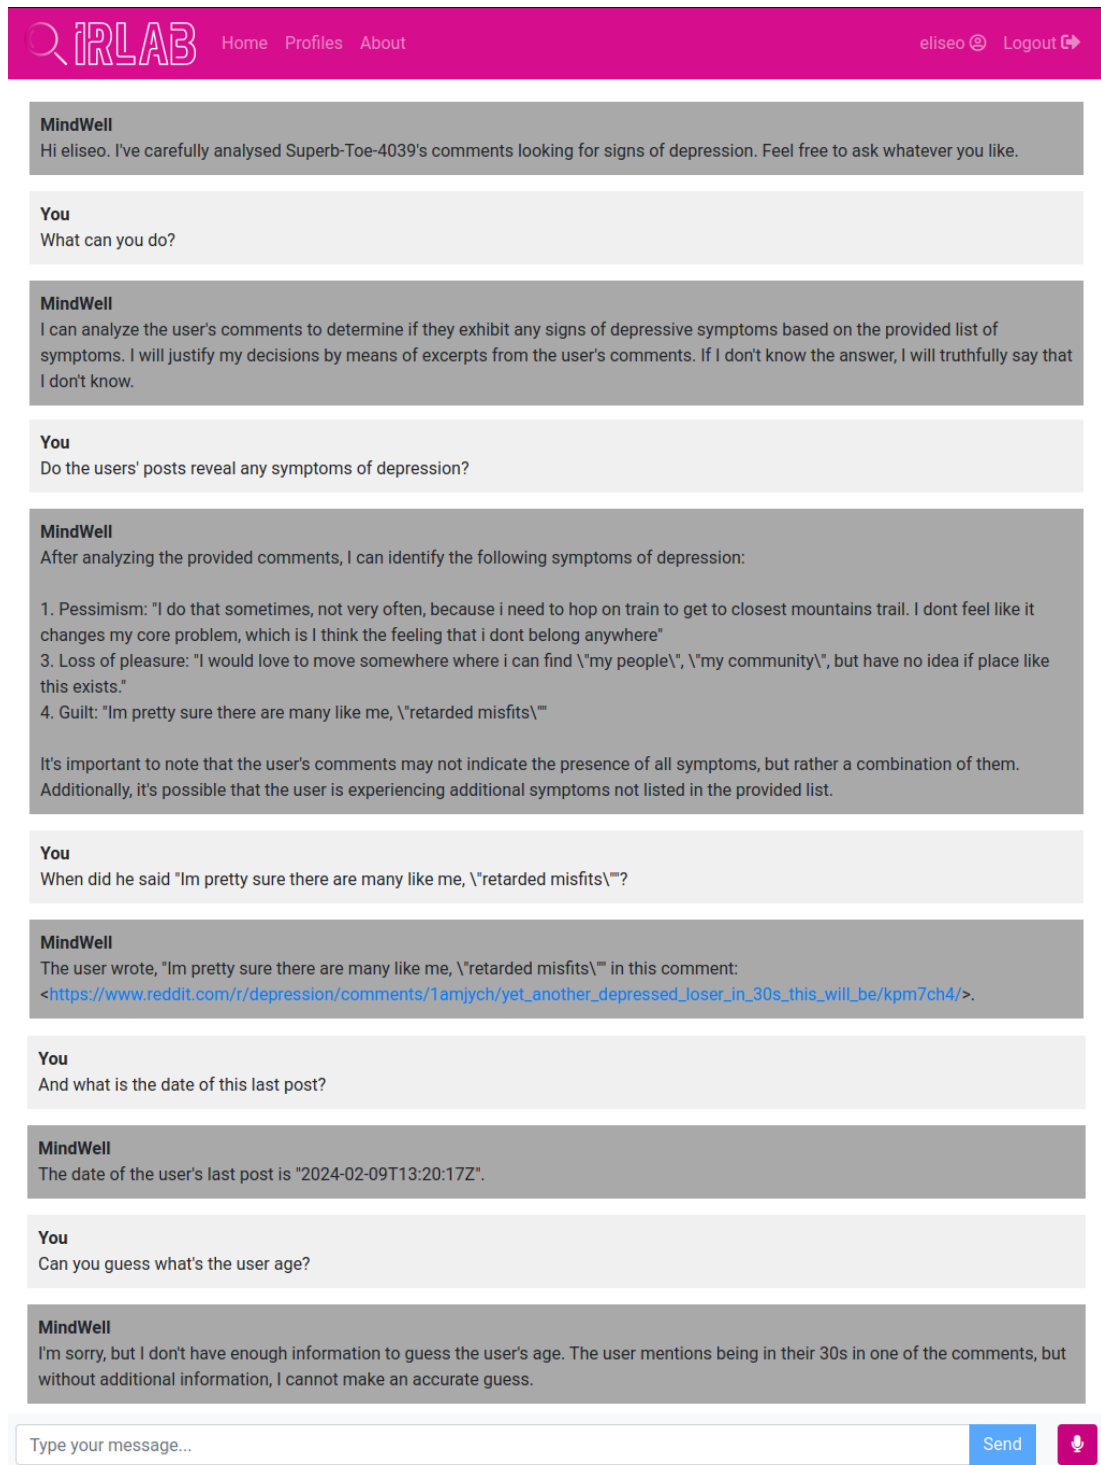 iRLAB Home Profiles About eliseo Logout
MindWell
Hi eliseo. I've carefully analysed Superb-Toe-4039's comments looking for signs of depression. Feel free to ask whatever you like.
You
What can you do?
MindWell
I can analyze the user's comments to determine if they exhibit any signs of depressive symptoms based on the provided list of
symptoms. I will justify my decisions by means of excerpts from the user's comments. If I don't know the answer, I will truthfully say that
I don't know.
You
Do the users' posts reveal any symptoms of depression?
MindWell
After analyzing the provided comments, I can identify the following symptoms of depression:
1. Pessimism: "I do that sometimes, not very often, because i need to hop on train to get to closest mountains trail. I dont feel like it
changes my core problem, which is I think the feeling that i dont belong anywhere"
3. Loss of pleasure: "I would love to move somewhere where i can find \"my people\", \"my community\", but have no idea if place like
this exists."
4. Guilt: "Im pretty sure there are many like me, \"retarded misfits\""
It's important to note that the user's comments may not indicate the presence of all symptoms, but rather a combination of them.
Additionally, it's possible that the user is experiencing additional symptoms not listed in the provided list.
You
When did he said "Im pretty sure there are many like me, \"retarded misfits\""?
MindWell
The user wrote, "Im pretty sure there are many like me, \"retarded misfits\"" in this comment:
<https://www.reddit.com/r/depression/comments/1amjych/yet_another_depressed_loser_in_30s_this_will_be/kpm7ch4/>.
You
And what is the date of this last post?
MindWell
The date of the user's last post is "2024-02-09T13:20:17Z".
You
Can you guess what's the user age?
MindWell
I'm sorry, but I don't have enough information to guess the user's age. The user mentions being in their 30s in one of the comments, but
without additional information, I cannot make an accurate guess.
Type your message... Send